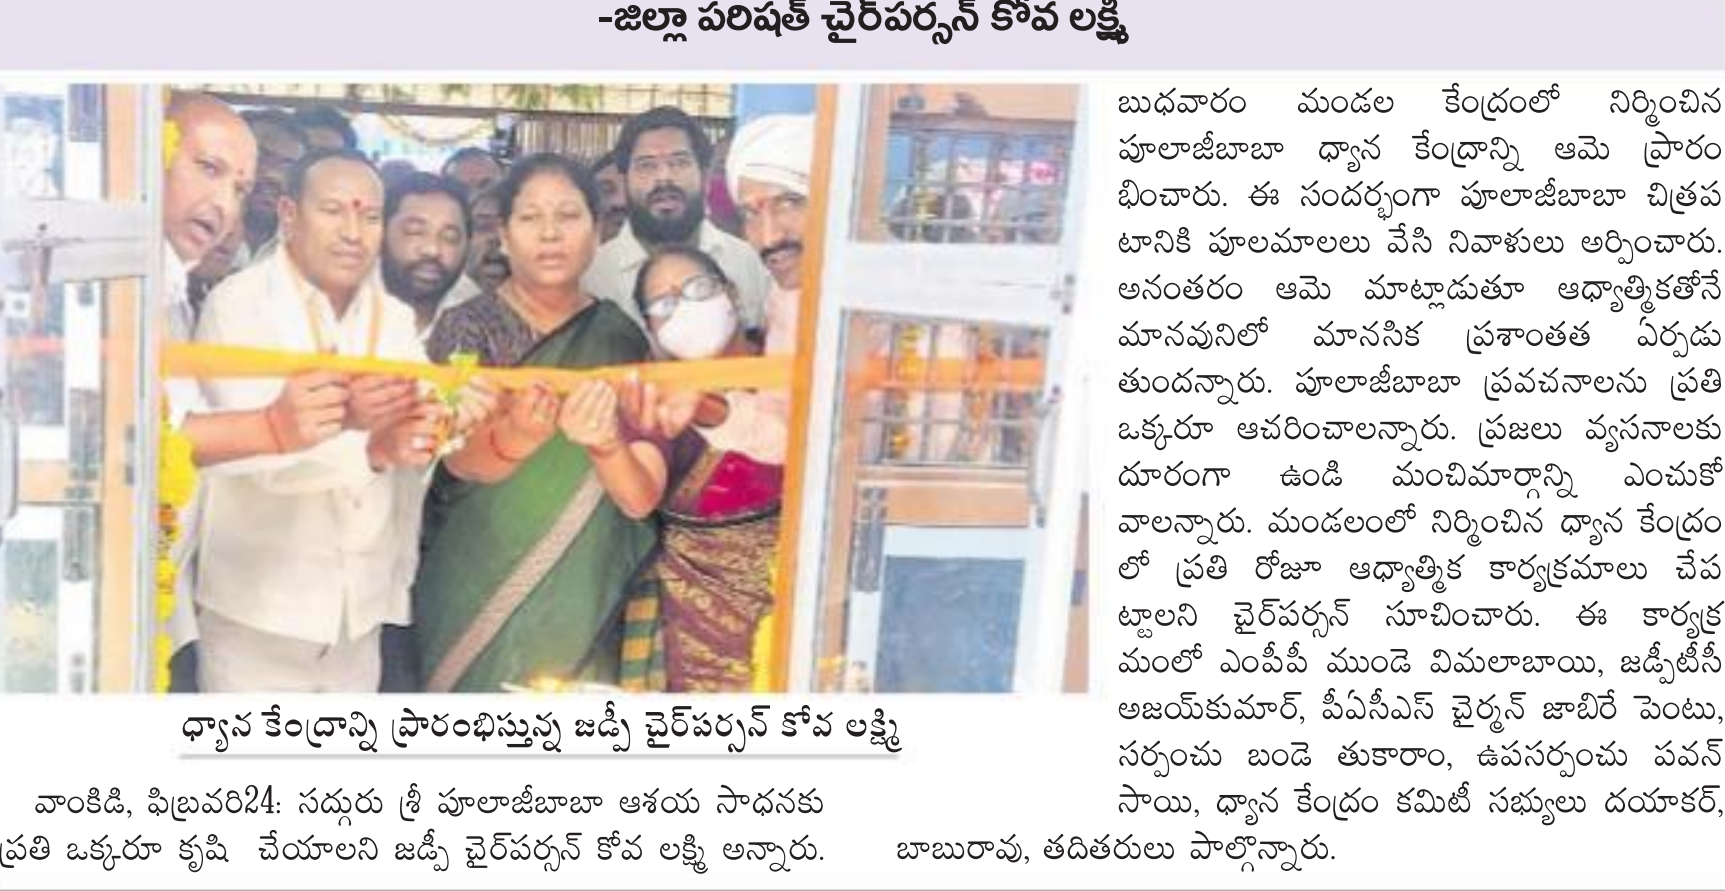 -జిల్లా పరిషత్ చైర్‌పర్సన్ కోవ లక్ష్మి
ధ్యాన కేంద్రాన్ని ప్రారంభిస్తున్న జడ్పీ చైర్‌పర్సన్ కోవ లక్ష్మి
వాంకిడి, ఫిబ్రవరి24: సద్గురు శ్రీ పూలాజీబాబా ఆశయ సాధనకు
ప్రతి ఒక్కరూ కృషి చేయాలని జడ్పీ చైర్‌పర్సన్ కోవ లక్ష్మి అన్నారు.
బుధవారం మండల కేంద్రంలో నిర్మించిన
పూలాజీబాబా ధ్యాన కేంద్రాన్ని ఆమె ప్రారం
భించారు. ఈ సందర్భంగా పూలాజీబాబా చిత్రప
టానికి పూలమాలలు వేసి నివాళులు అర్పించారు.
అనంతరం ఆమె మాట్లాడుతూ ఆధ్యాత్మికతోనే
మానవునిలో మానసిక ప్రశాంతత ఏర్పడు
తుందన్నారు. పూలాజీబాబా ప్రవచనాలను ప్రతి
ఒక్కరూ ఆచరించాలన్నారు. ప్రజలు వ్యసనాలకు
దూరంగా ఉండి మంచిమార్గాన్ని ఎంచుకో
వాలన్నారు. మండలంలో నిర్మించిన ధ్యాన కేంద్రం
లో ప్రతి రోజూ ఆధ్యాత్మిక కార్యక్రమాలు చేప
ట్టాలని చైర్‌పర్సన్ సూచించారు. ఈ కార్యక్ర
మంలో ఎంపీపీ ముండె విమలాబాయి, జడ్పీటీసీ
అజయ్‌కుమార్, పీఏసీఎస్ చైర్మన్ జాబిరే పెంటు,
సర్పంచు బండె తుకారాం, ఉపసర్పంచు పవన్
సాయి, ధ్యాన కేంద్రం కమిటీ సభ్యులు దయాకర్,
బాబురావు, తదితరులు పాల్గొన్నారు.